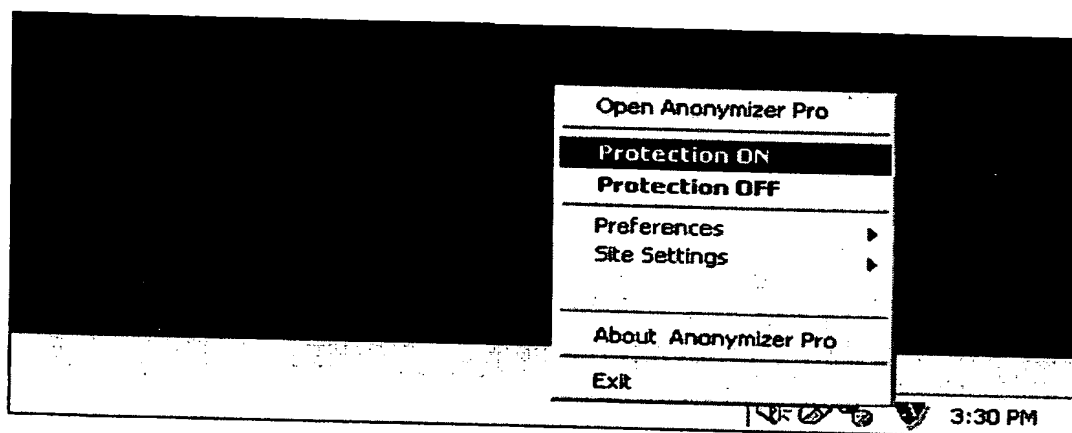 Open Anonymizer Pro
Protection ON
Protection OFF
Preferences
Site Settings
About Anonymizer Pro
Exit
3:30 PM